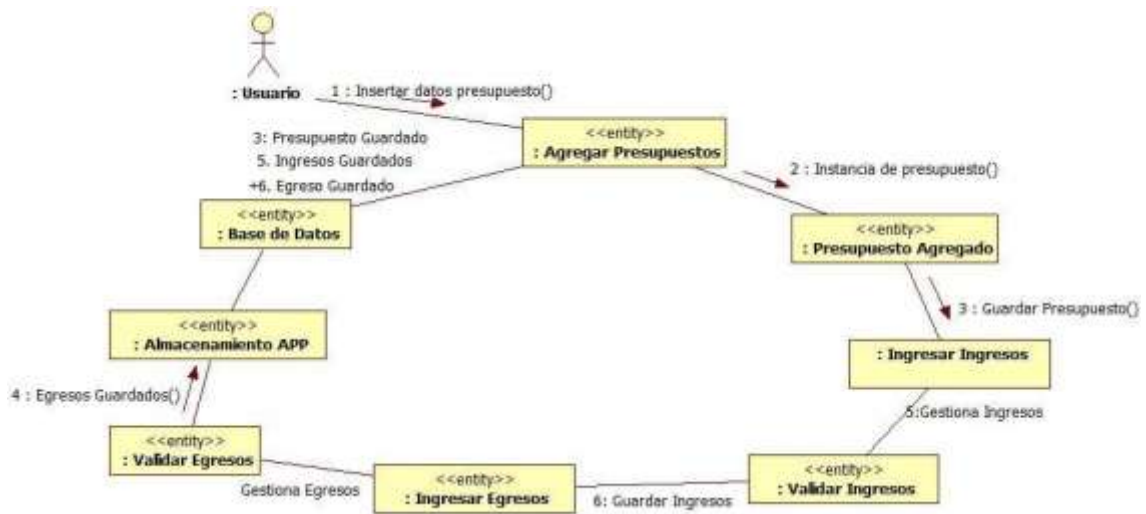 1 : Insertar datos presupuesto()
: Usuario
3: Presupuesto Guardado
5. Ingresos Guardados
+6. Egreso Guardado
<<entity>>
: Agregar Presupuestos
2 : Instancia de presupuesto()
<<entity>>
: Base de Datos
<<entity>>
: Presupuesto Agregado
3 : Guardar Presupuesto()
<<entity>>
: Almacenamiento APP
: Ingresar Ingresos
4 : Egresos Guardados()
5:Gestiona Ingresos
<<entity>>
: Validar Egresos
Gestiona Egresos
<<entity>>
: Ingresar Egresos
6: Guardar Ingresos
<<entity>>
: Validar Ingresos